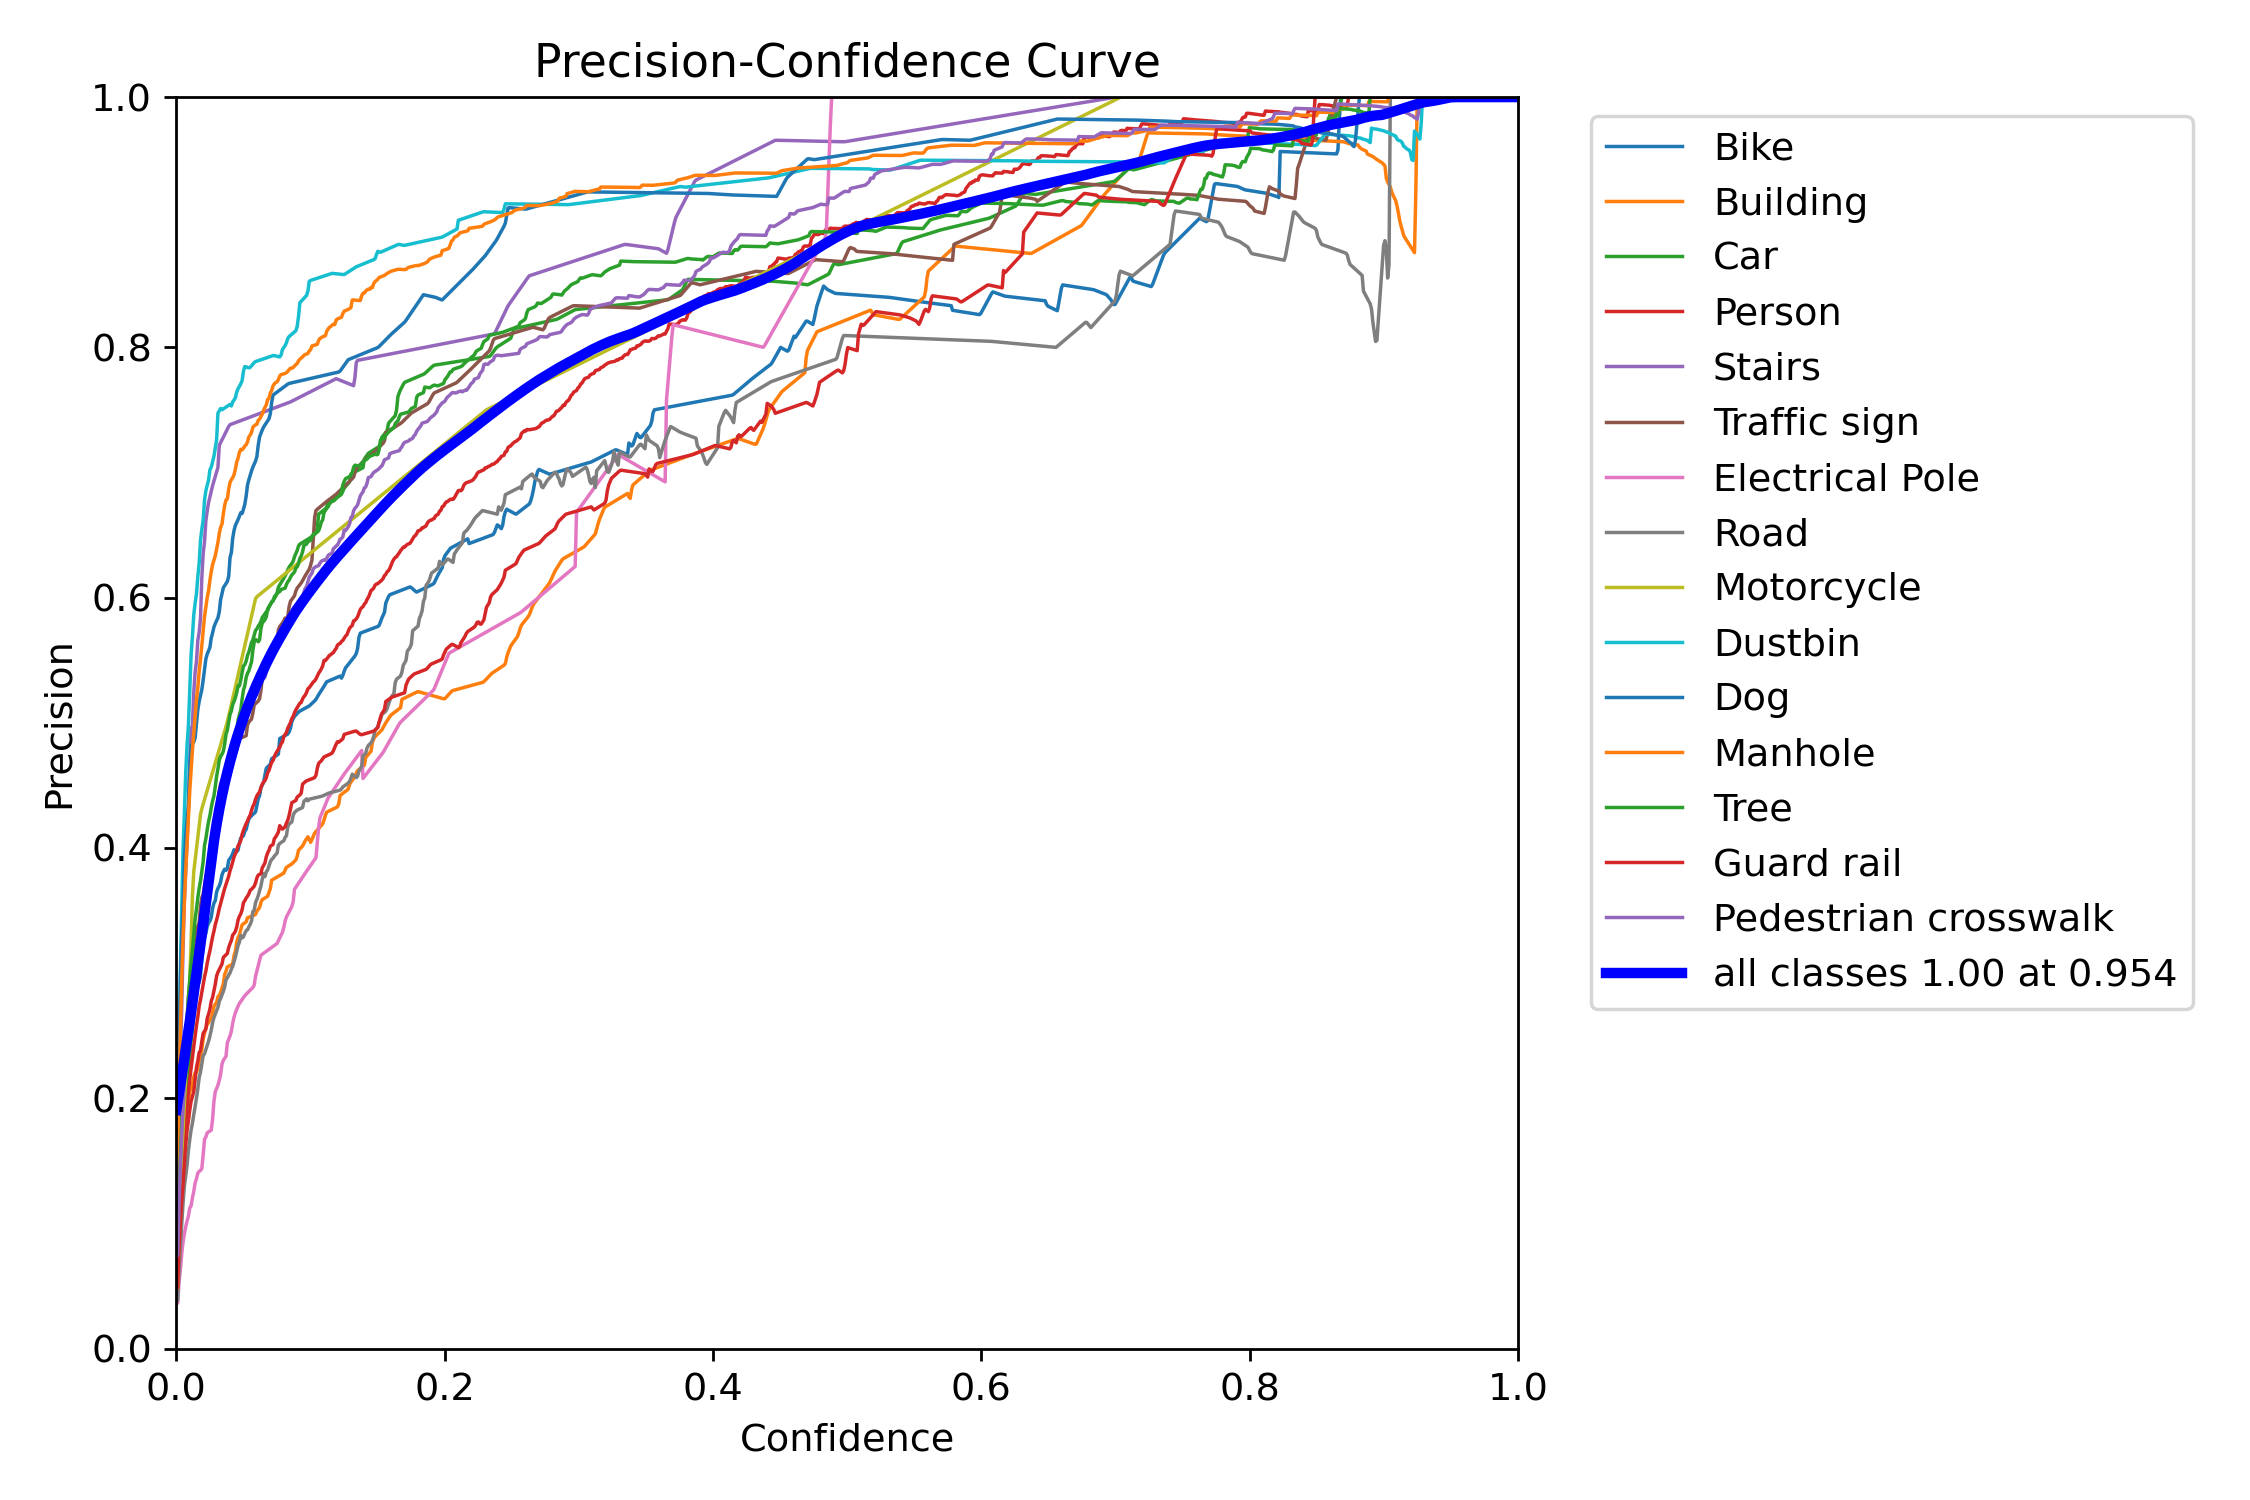 Precision-Confidence Curve
1.0
0.8
0.6
0.4
0.2
0.0
Precision
0.0 0.2 0.4 0.6 0.8 1.0
Confidence
Bike
Building
Car
Person
Stairs
Traffic sign
Electrical Pole
Road
Motorcycle
Dustbin
Dog
Manhole
Tree
Guard rail
Pedestrian crosswalk
all classes 1.00 at 0.954